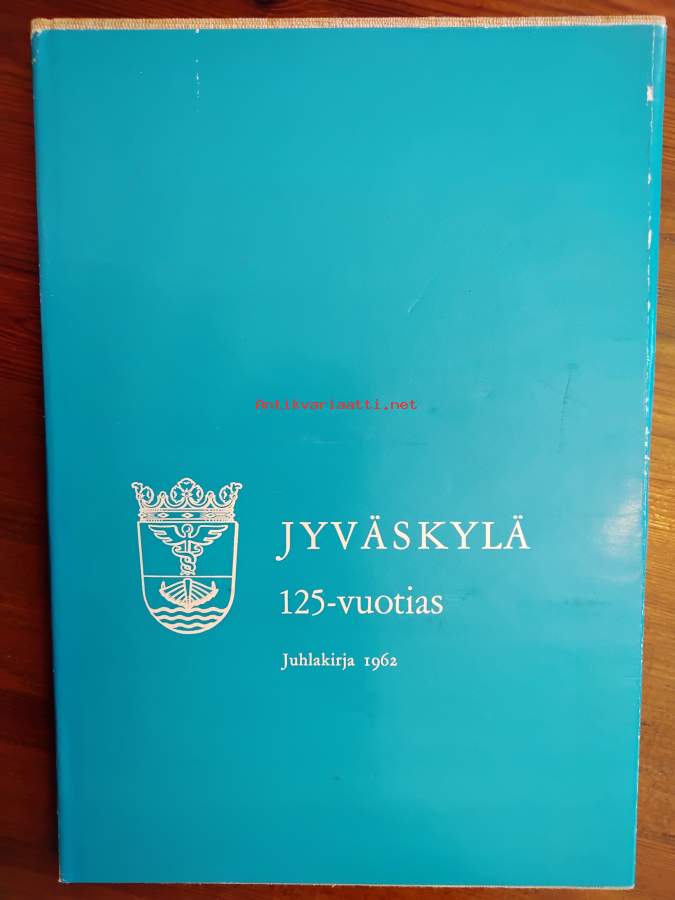 Antikvariaatti.net
JYVÄSKYLÄ
125-vuotias
Juhlakirja 1962